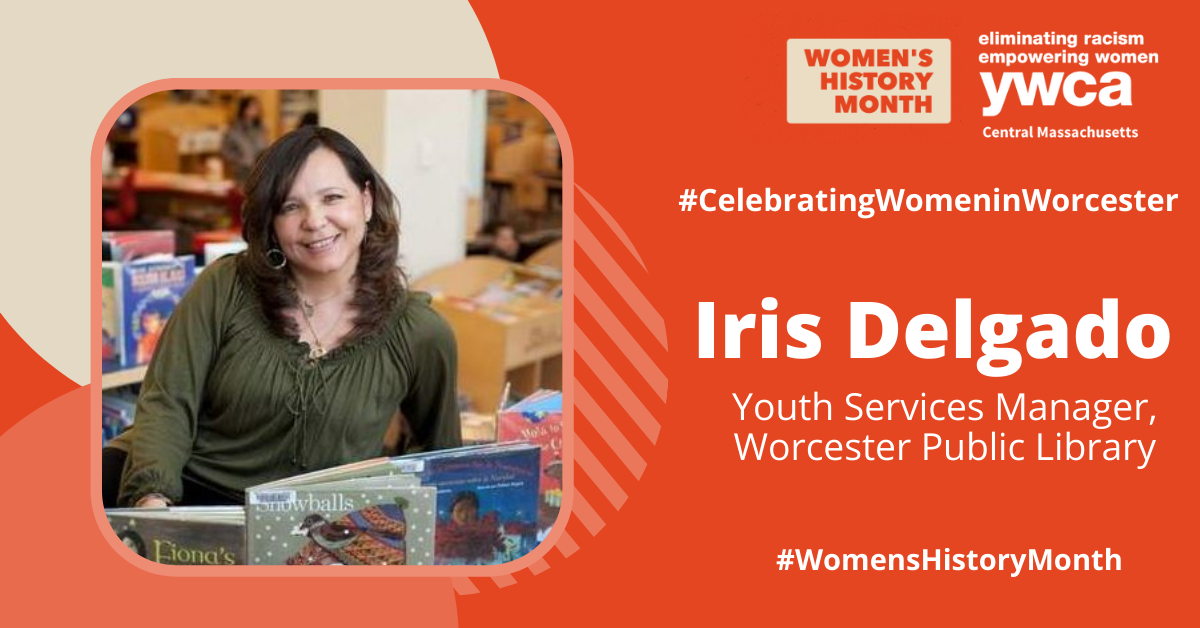 WOMEN'S
HISTORY
MONTH
eliminating racism
empowering women
ywca
Central Massachusetts
#CelebratingWomeninWorcester
Iris Delgado
Youth Services Manager,
Worcester Public Library
#WomensHistoryMonth
Snowballs
Fiona's